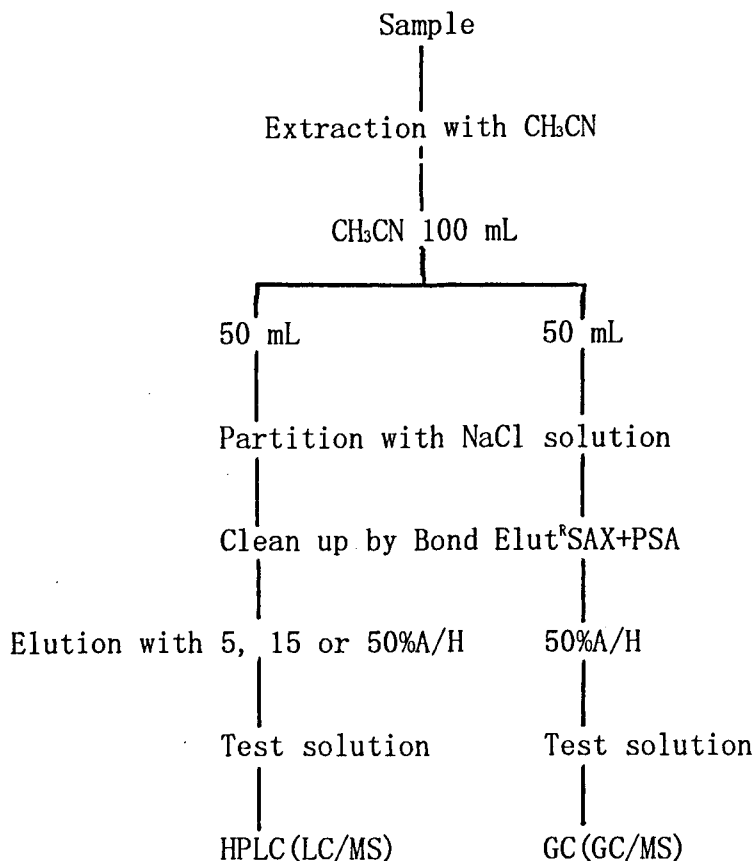 Sample
Extraction with CH₃CN
CH₃CN 100 mL
50 mL 50 mL
Partition with NaCl solution
Clean up by Bond Elutᴿ SAX+PSA
Elution with 5, 15 or 50%A/H 50%A/H
Test solution Test solution
HPLC(LC/MS) GC(GC/MS)